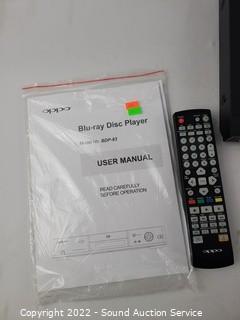 oppo
Blu-ray Disc Player
Model No. BDP-83
USER MANUAL
READ CAREFULLY
BEFORE OPERATION
oppo
Copyright 2022 - Sound Auction Service